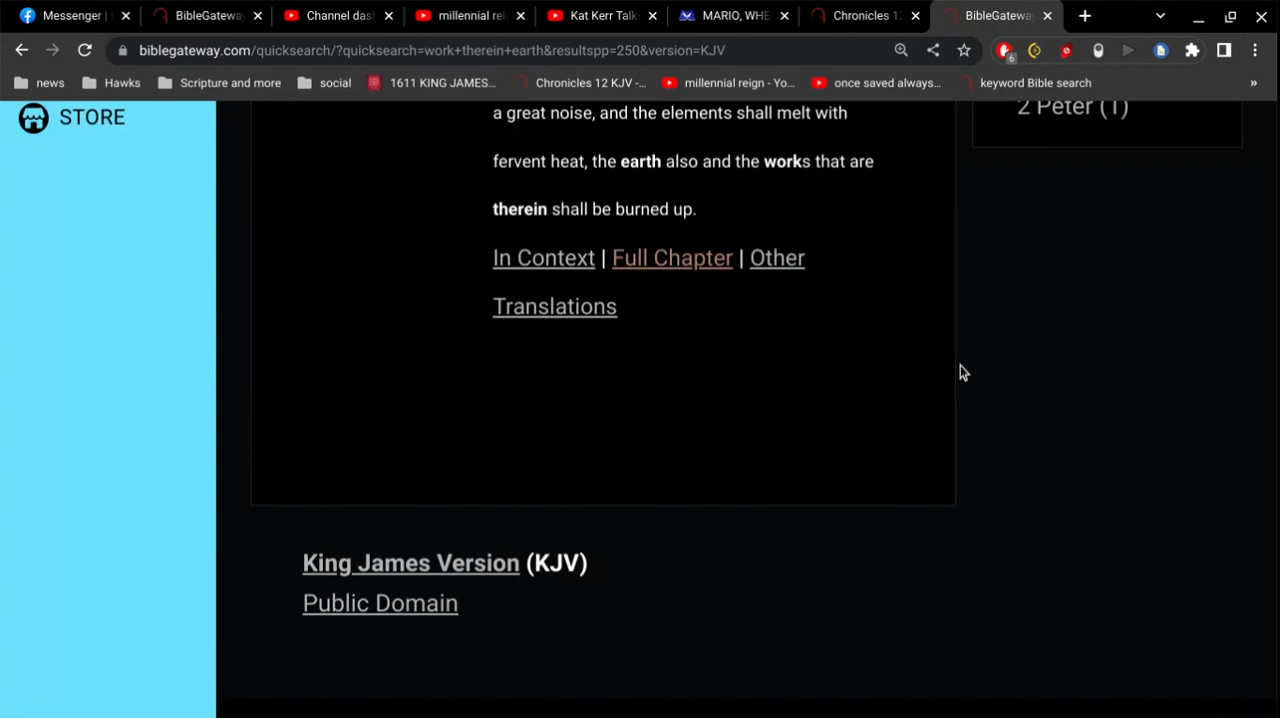 Messenger |
BibleGateway
Channel das
millennial rei
Kat Kerr Talk
MARIO, WHE
Chronicles 12
BibleGateway
biblegateway.com/quicksearch/?quicksearch=work+therein+earth&resultspp=250&version=KJV
6
news
Hawks
Scripture and more
social
1611 KING JAMES...
Chronicles 12 KJV -...
millennial reign - Yo...
once saved always...
keyword Bible search
»
STORE
a great noise, and the elements shall melt with
fervent heat, the earth also and the works that are
therein shall be burned up.
In Context | Full Chapter | Other
Translations
2 Peter (1)
King James Version (KJV)
Public Domain